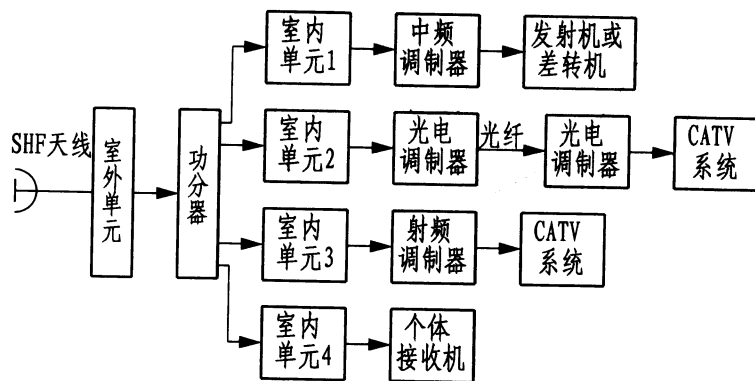 室内
单元1
中频
调制器
发射机或
差转机
SHF天线
室外单元
功分器
室内
单元2
光电
调制器
光纤
光电
调制器
CATV
系统
室内
单元3
射频
调制器
CATV
系统
室内
单元4
个体
接收机